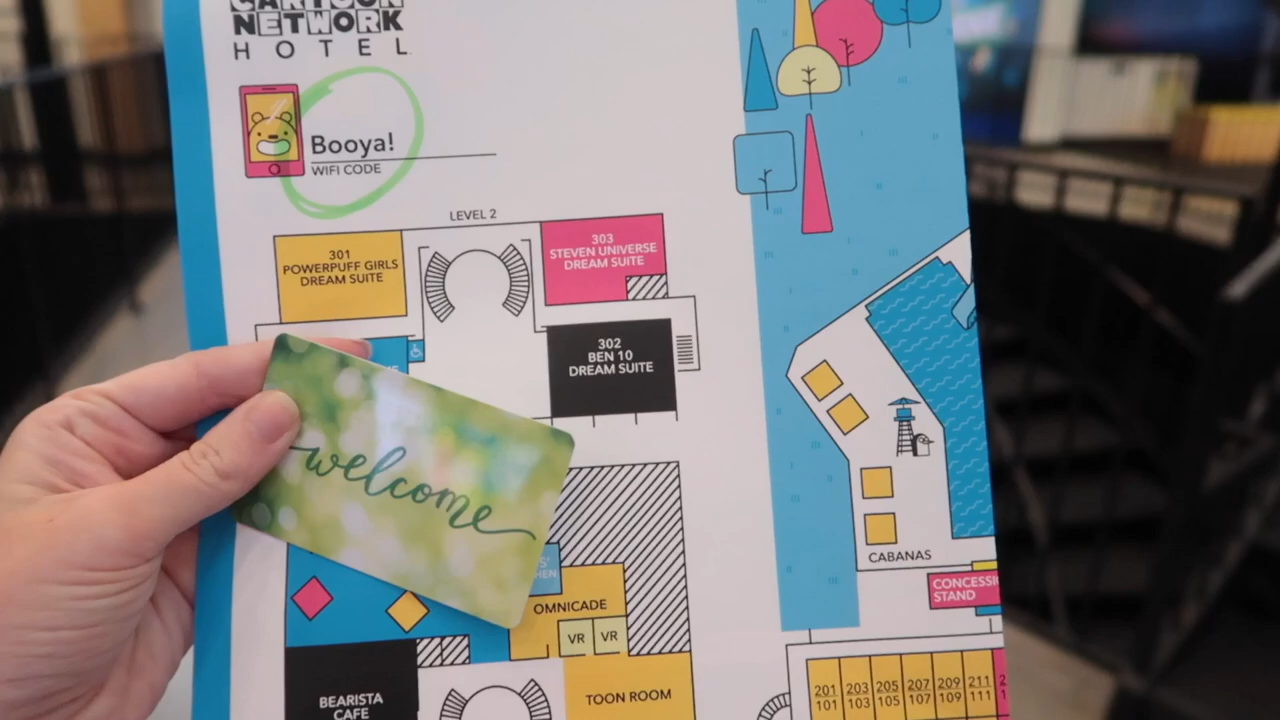 CARTOON
NETWORK
HOTEL
Booya!
WIFI CODE
LEVEL 2
301
POWERPUFF GIRLS
DREAM SUITE
303
STEVEN UNIVERSE
DREAM SUITE
302
BEN 10
DREAM SUITE
welcome
OMNICADE
VR VR
BEARISTA
CAFE
TOON ROOM
CABANAS
STAND
201 203 205 207 209 211
101 103 105 107 109 111